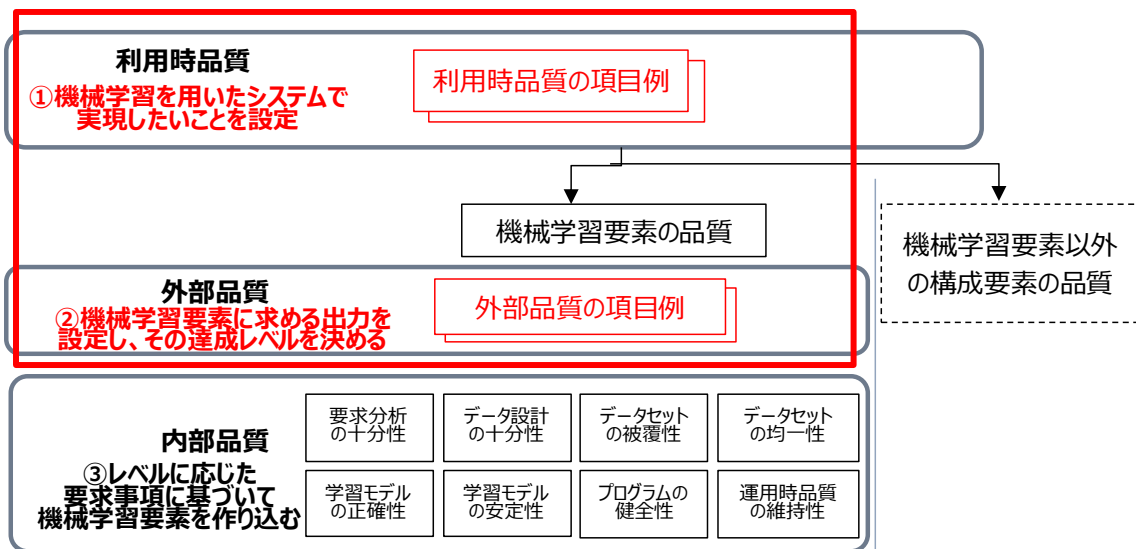 利用時品質
①機械学習を用いたシステムで
実現したいことを設定
利用時品質の項目例
機械学習要素の品質
機械学習要素以外
の構成要素の品質
外部品質
②機械学習要素に求める出力を
設定し、その達成レベルを決める
外部品質の項目例
内部品質
③レベルに応じた
要求事項に基づいて
機械学習要素を作り込む
要求分析
の十分性
データ設計
の十分性
データセット
の被覆性
データセット
の均一性
学習モデル
の正確性
学習モデル
の安定性
プログラムの
健全性
運用時品質
の維持性